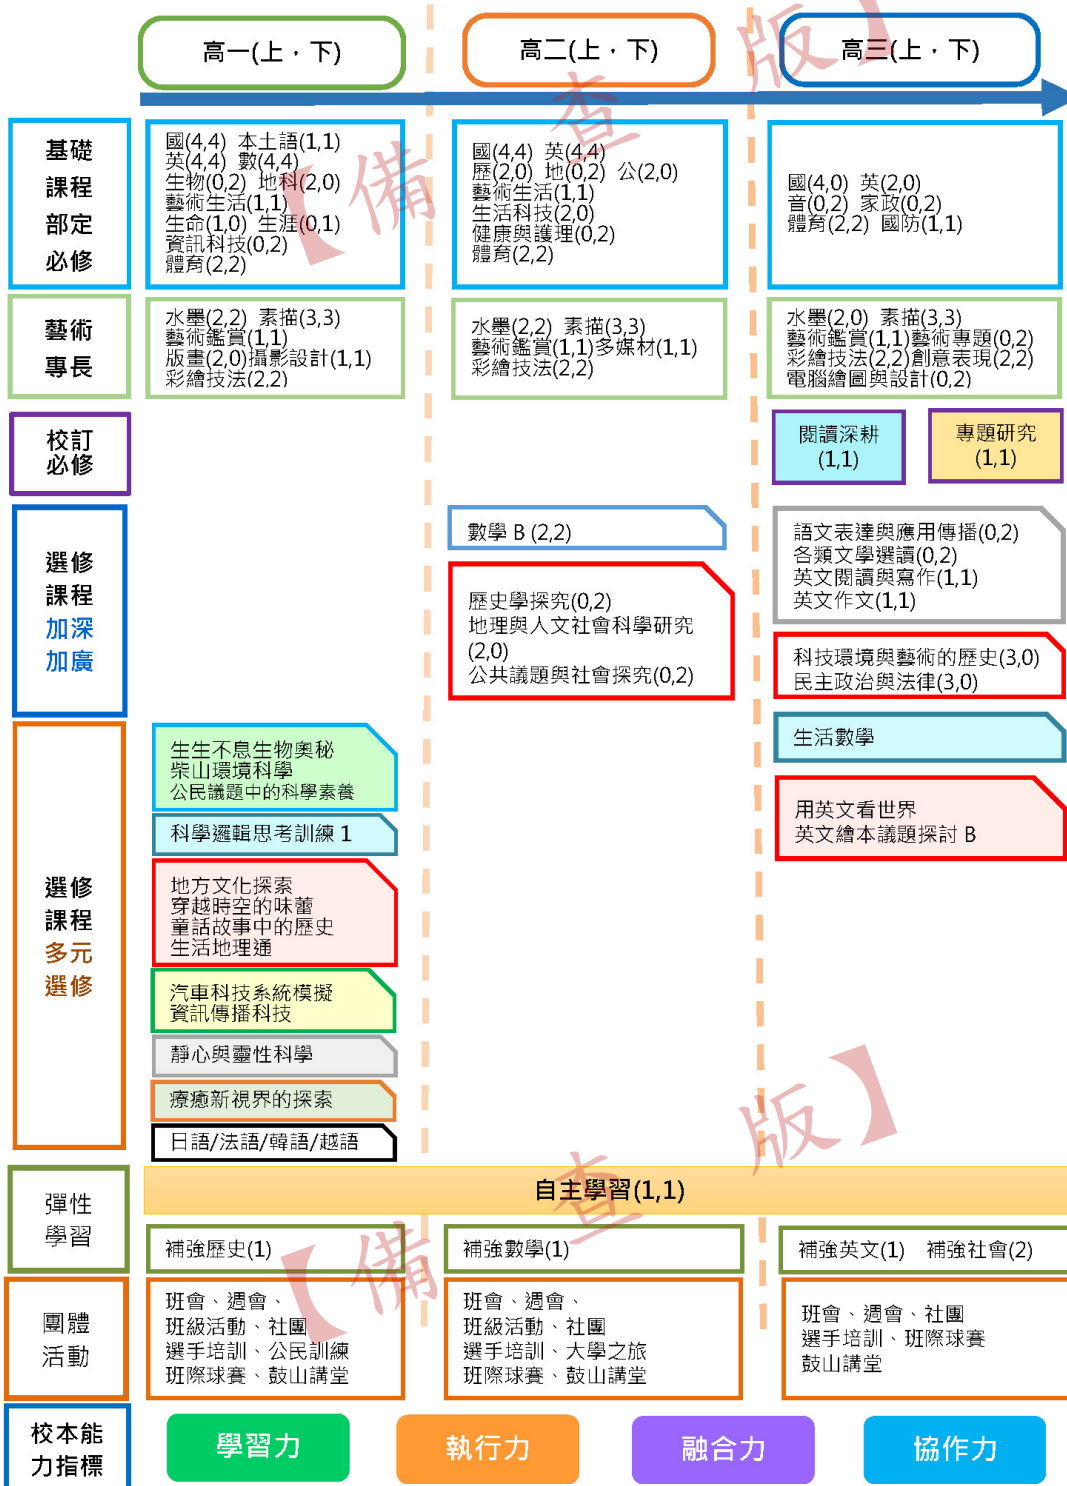 高一(上，下)
高二(上，下)
高三(上，下)
基礎
課程
部定
必修
國(4,4) 本土語(1,1)
英(4,4) 數(4,4)
生物(0,2) 地科(2,0)
藝術生活(1,1)
生命(1,0) 生涯(0,1)
資訊科技(0,2)
體育(2,2)
國(4,4) 英(4,4)
歷(2,0) 地(0,2) 公(2,0)
藝術生活(1,1)
生活科技(2,0)
健康與護理(0,2)
體育(2,2)
國(4,0) 英(2,0)
音(0,2) 家政(0,2)
體育(2,2) 國防(1,1)
藝術
專長
水墨(2,2) 素描(3,3)
藝術鑑賞(1,1)
版畫(2,0)攝影設計(1,1)
彩繪技法(2,2)
水墨(2,2) 素描(3,3)
藝術鑑賞(1,1)多媒材(1,1)
彩繪技法(2,2)
水墨(2,0) 素描(3,3)
藝術鑑賞(1,1)藝術專題(0,2)
彩繪技法(2,2)創意表現(2,2)
電腦繪圖與設計(0,2)
校訂
必修
閱讀深耕
(1,1)
專題研究
(1,1)
選修
課程
加深
加廣
數學 B (2,2)
歷史學探究(0,2)
地理與人文社會科學研究
(2,0)
公共議題與社會探究(0,2)
語文表達與應用傳播(0,2)
各類文學選讀(0,2)
英文閱讀與寫作(1,1)
英文作文(1,1)
科技環境與藝術的歷史(3,0)
民主政治與法律(3,0)
選修
課程
多元
選修
生生不息生物奧秘
柴山環境科學
公民議題中的科學素養
科學邏輯思考訓練 1
地方文化探索
穿越時空的味蕾
童話故事中的歷史
生活地理通
汽車科技系統模擬
資訊傳播科技
靜心與靈性科學
療癒新視界的探索
日語/法語/韓語/越語
生活數學
用英文看世界
英文繪本議題探討 B
彈性
學習
自主學習(1,1)
補強歷史(1)
補強數學(1)
補強英文(1) 補強社會(2)
團體
活動
班會、週會、
班級活動、社團
選手培訓、公民訓練
班際球賽、鼓山講堂
班會、週會、
班級活動、社團
選手培訓、大學之旅
班際球賽、鼓山講堂
班會、週會、社團
選手培訓、班際球賽
鼓山講堂
校本能
力指標
學習力
執行力
融合力
協作力
【備查版】
【備查版】